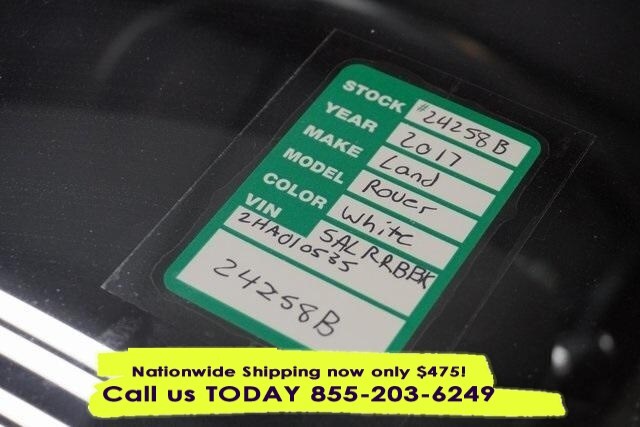 STOCK #24258B
YEAR 2017
MAKE Land
MODEL Rover
COLOR White
VIN SALRRBBK
2HA010535
24258B
Nationwide Shipping now only $475!
Call us TODAY 855-203-6249